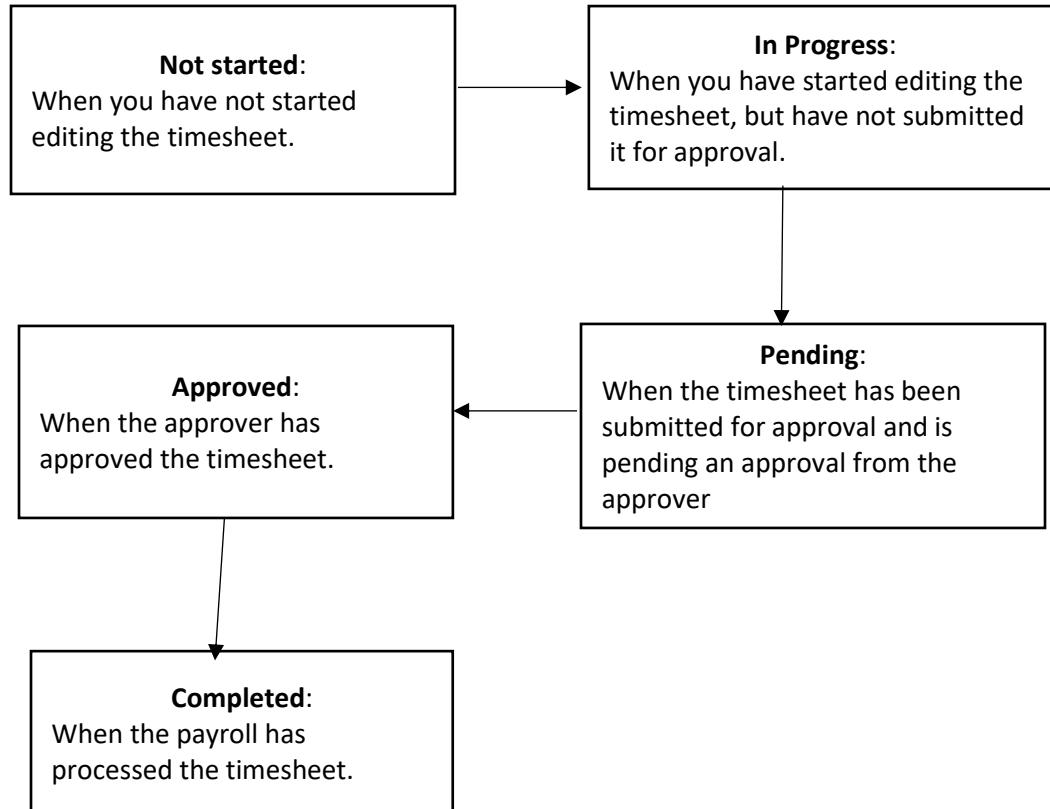 Not started:
When you have not started
editing the timesheet.
In Progress:
When you have started editing the
timesheet, but have not submitted
it for approval.
Pending:
When the timesheet has been
submitted for approval and is
pending an approval from the
approver
Approved:
When the approver has
approved the timesheet.
Completed:
When the payroll has
processed the timesheet.